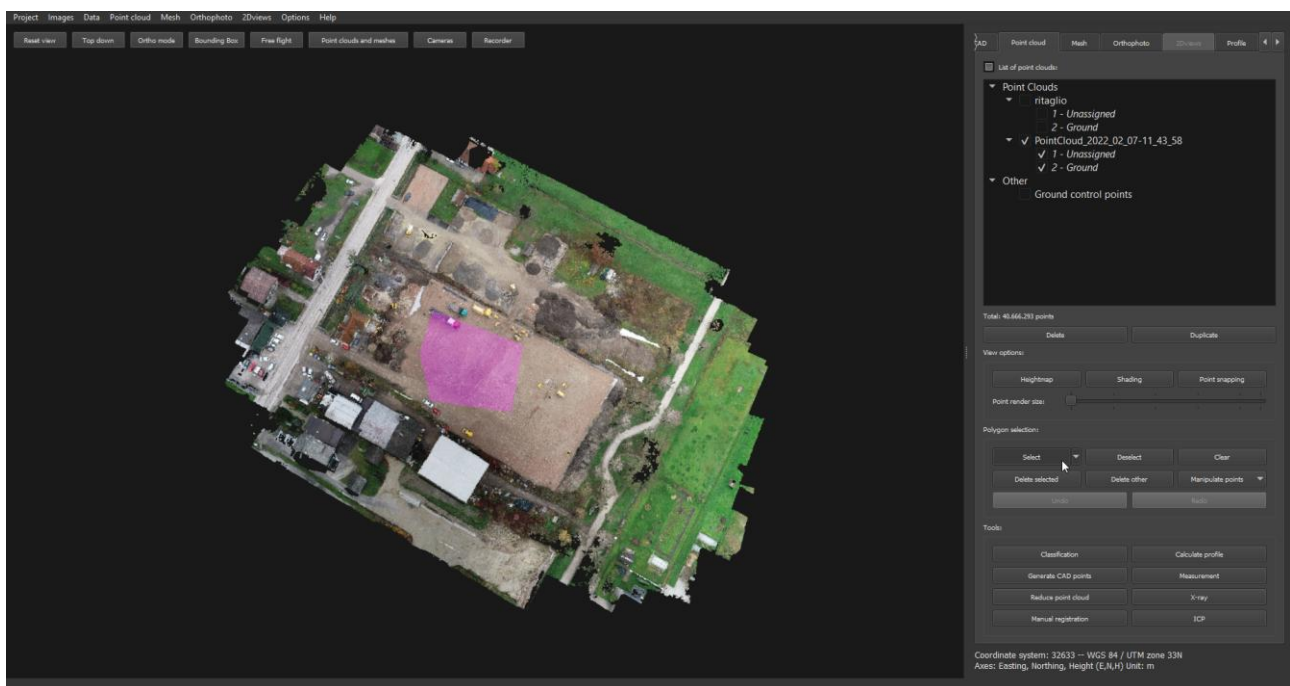 Project Images Data Point cloud Mesh Orthophoto 2Dviews Options Help
Reset view Top down Ortho mode Bounding Box Free flight Point clouds and meshes Cameras Recorder
CAD Point cloud Mesh Orthophoto 2Dviews Profile
List of point clouds:
Point Clouds
ritaglio
1 - Unassigned
2 - Ground
PointCloud_2022_02_07-11_43_58
1 - Unassigned
2 - Ground
Other
Ground control points
Total: 40.666.293 points
Delete Duplicate
View options:
Heightmap Shading Point snapping
Point render size:
Polygon selection:
Select Deselect Clear
Delete selected Delete other Manipulate points
Undo Redo
Tools:
Classification Calculate profile
Generate CAD points Measurement
Reduce point cloud X-ray
Manual registration ICP
Coordinate system: 32633 -- WGS 84 / UTM zone 33N
Axes: Easting, Northing, Height (E,N,H) Unit: m